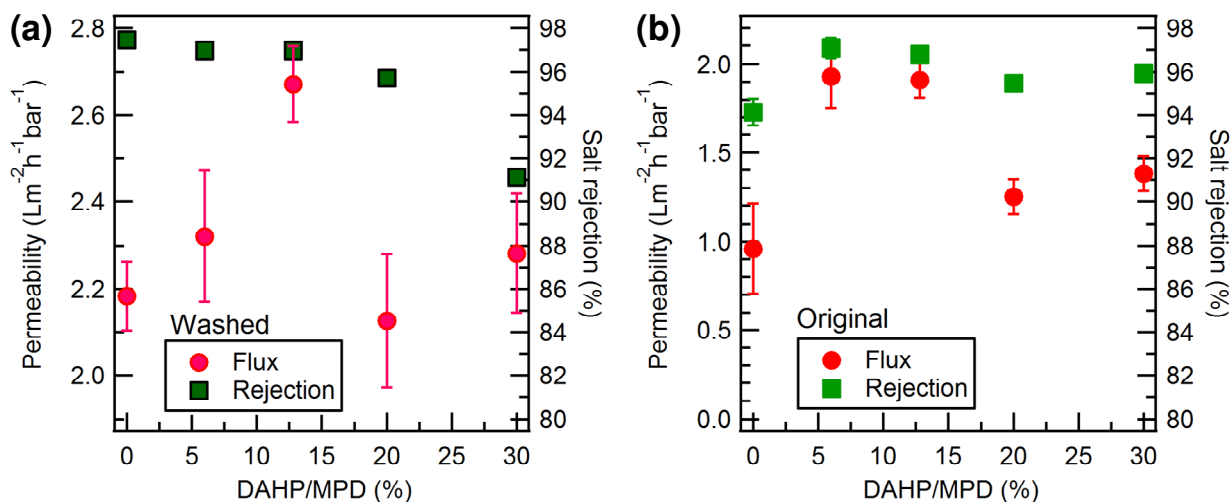 (a)
2.8
2.6
2.4
2.2
2.0
Permeability (Lm⁻²h⁻¹bar⁻¹)
98
96
94
92
90
88
86
84
82
80
Salt rejection (%)
Washed
Flux
Rejection
0 5 10 15 20 25 30
DAHP/MPD (%)
(b)
2.0
1.5
1.0
0.5
0.0
Permeability (Lm⁻²h⁻¹bar⁻¹)
98
96
94
92
91
90
88
86
84
82
80
Salt rejection (%)
Original
Flux
Rejection
0 5 10 15 20 25 30
DAHP/MPD (%)